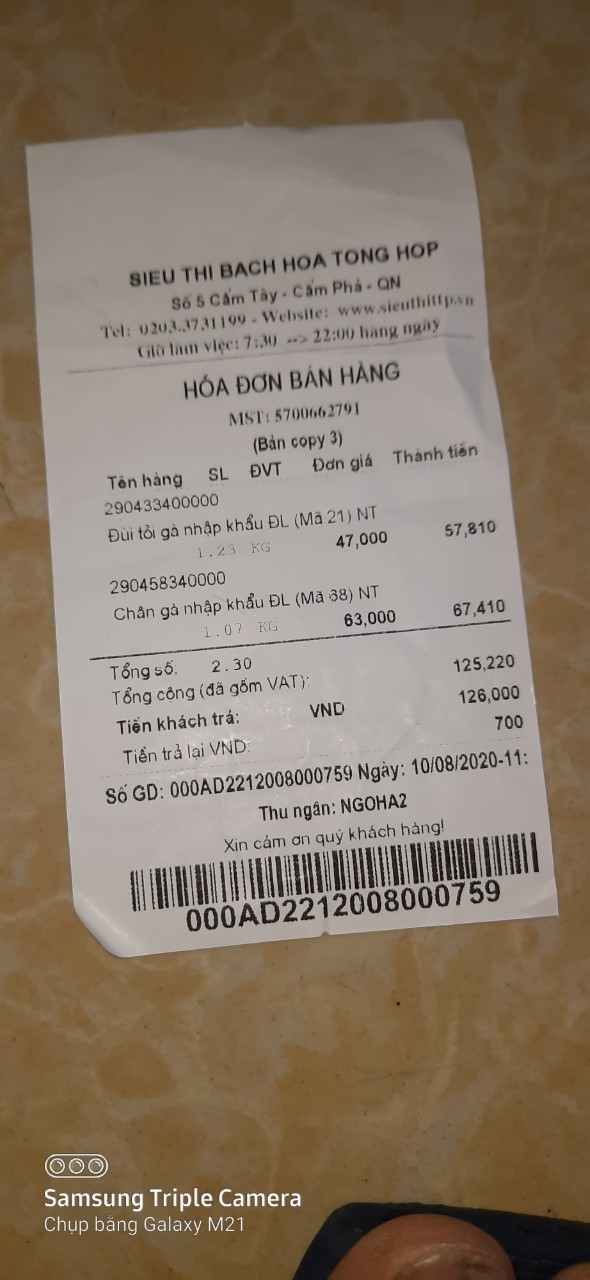 SIEU THI BACH HOA TONG HOP
Số 5 Cẩm Tây - Cẩm Phả - QN
Tel: 0203.3731199 - Website: www.sieuthittp.vn
Giờ làm việc: 7:30 --> 22:00 hàng ngày
HÓA ĐƠN BÁN HÀNG
MST: 5700662791
(Bản copy 3)
Tên hàng SL ĐVT Đơn giá Thành tiền
290433400000
Đùi tỏi gà nhập khẩu ĐL (Mã 21) NT
1.23 KG 47,000 57,810
290458340000
Chân gà nhập khẩu ĐL (Mã 38) NT
1.07 KG 63,000 67,410
Tổng số: 2.30
Tổng cộng (đã gồm VAT): 125,220
Tiền khách trả: VND 126,000
Tiền trả lại VND: 700
Số GD: 000AD2212008000759 Ngày: 10/08/2020-11:
Thu ngân: NGOHA2
Xin cám ơn quý khách hàng!
000AD2212008000759
Samsung Triple Camera
Chụp bằng Galaxy M21